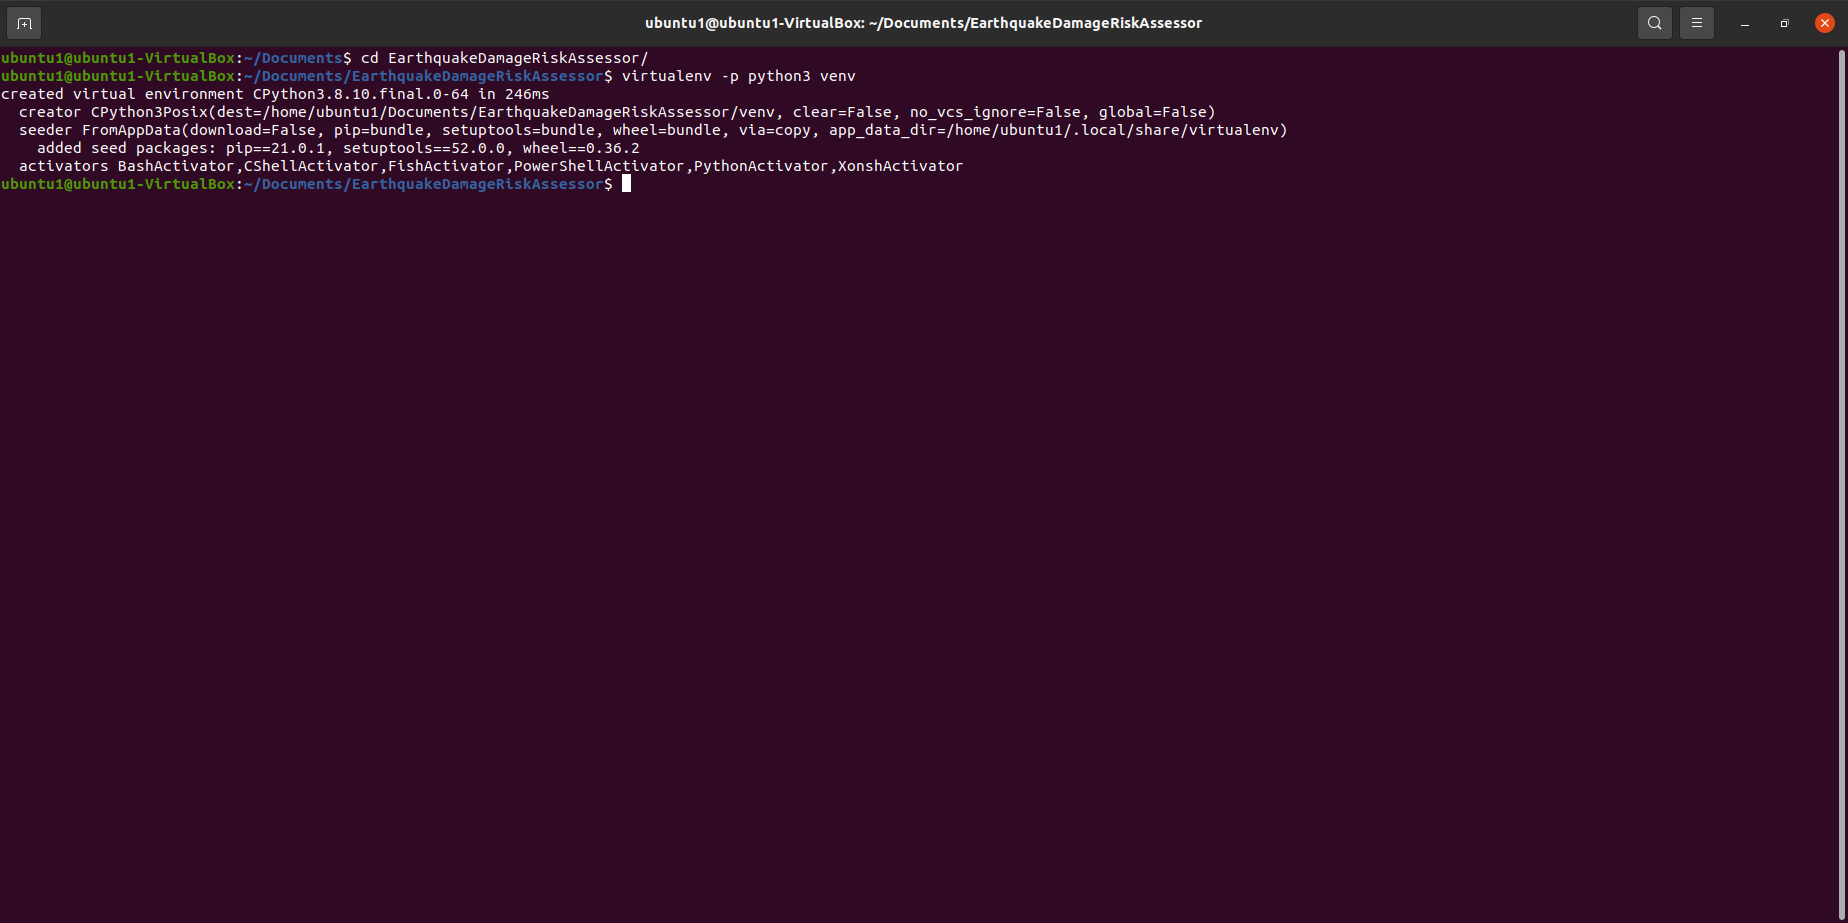 ubuntu1@ubuntu1-VirtualBox: ~/Documents/EarthquakeDamageRiskAssessor
ubuntu1@ubuntu1-VirtualBox:~/Documents$ cd EarthquakeDamageRiskAssessor/
ubuntu1@ubuntu1-VirtualBox:~/Documents/EarthquakeDamageRiskAssessor$ virtualenv -p python3 venv
created virtual environment CPython3.8.10.final.0-64 in 246ms
  creator CPython3Posix(dest=/home/ubuntu1/Documents/EarthquakeDamageRiskAssessor/venv, clear=False, no_vcs_ignore=False, global=False)
  seeder FromAppData(download=False, pip=bundle, setuptools=bundle, wheel=bundle, via=copy, app_data_dir=/home/ubuntu1/.local/share/virtualenv)
    added seed packages: pip==21.0.1, setuptools==52.0.0, wheel==0.36.2
  activators BashActivator,CShellActivator,FishActivator,PowerShellActivator,PythonActivator,XonshActivator
ubuntu1@ubuntu1-VirtualBox:~/Documents/EarthquakeDamageRiskAssessor$